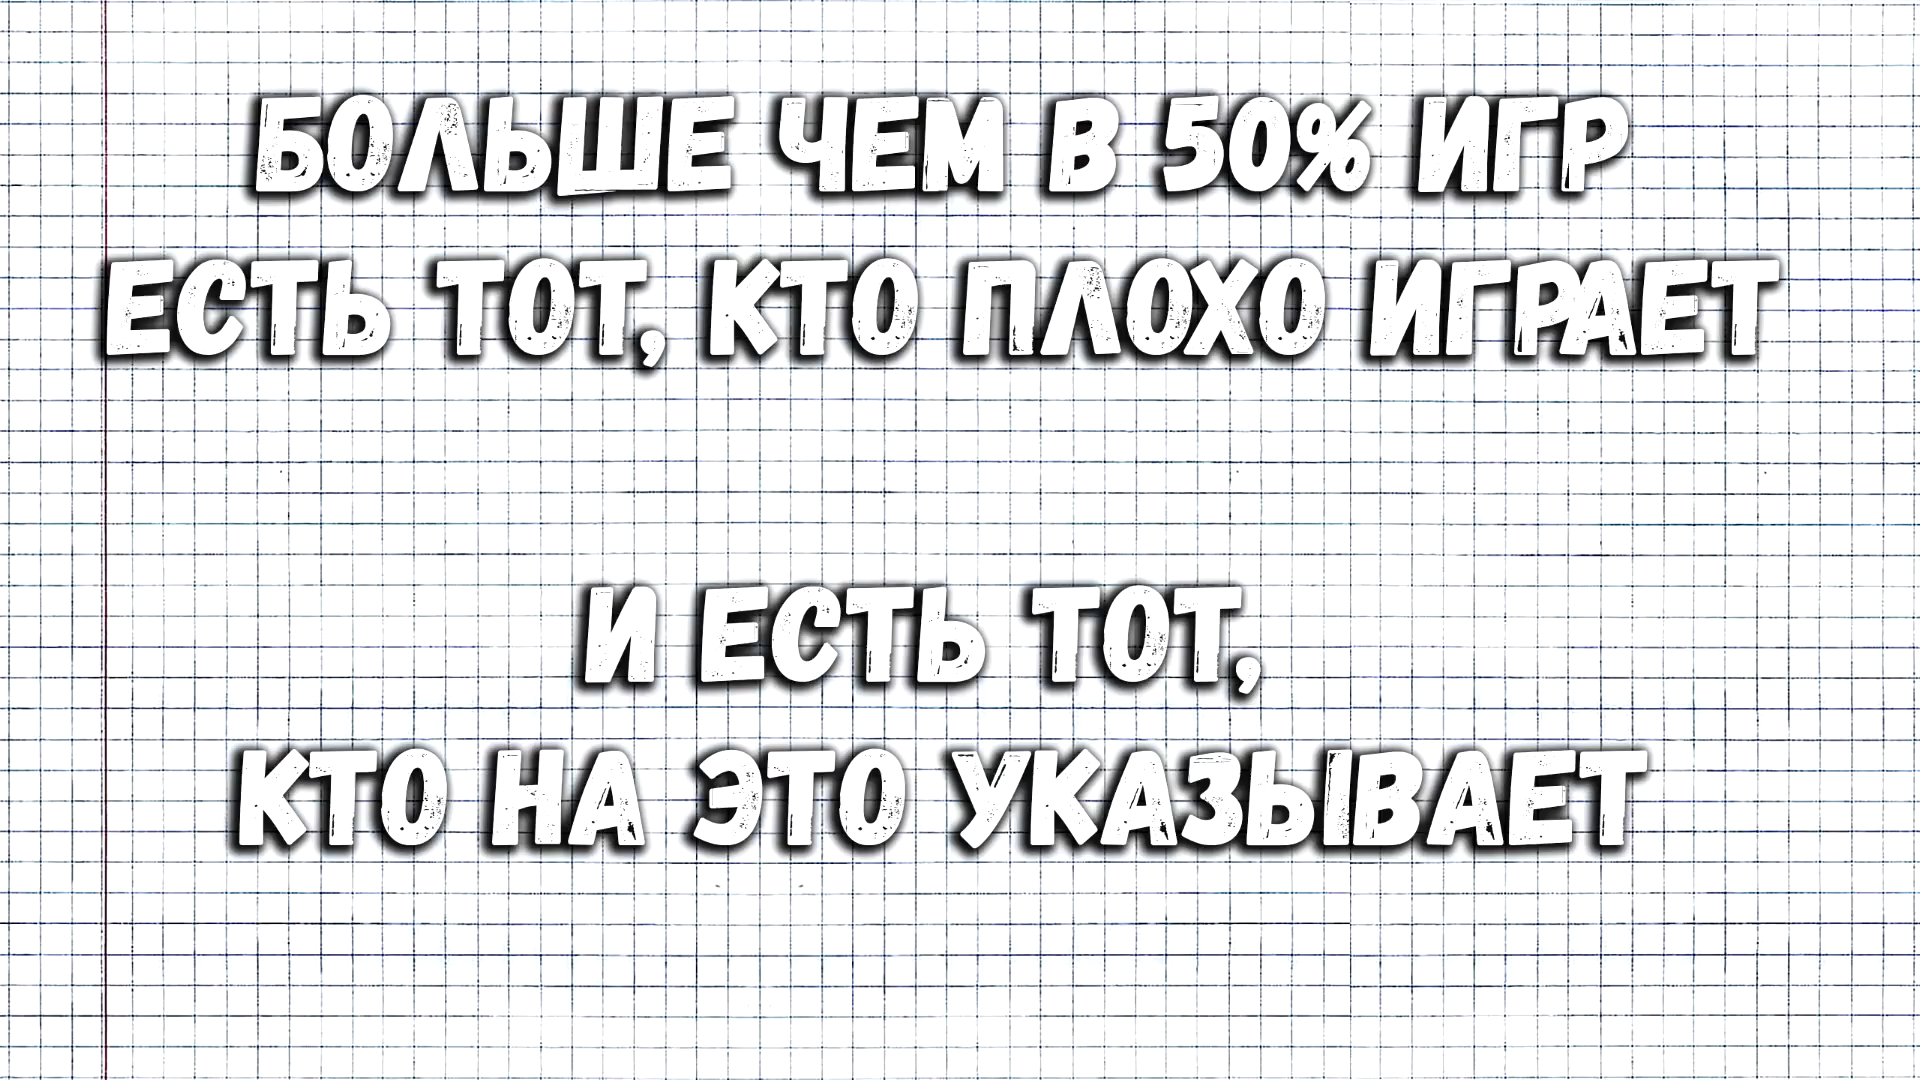 БОЛЬШЕ ЧЕМ В 50% ИГР
ЕСТЬ ТОТ, КТО ПЛОХО ИГРАЕТ
И ЕСТЬ ТОТ,
КТО НА ЭТО УКАЗЫВАЕТ